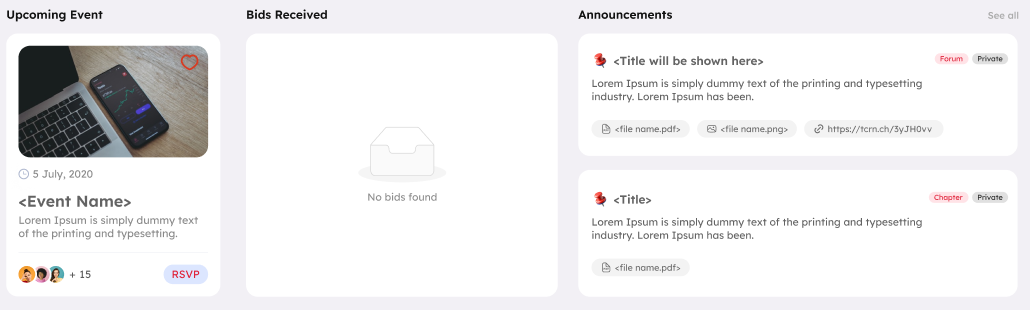 Upcoming Event
5 July, 2020
<Event Name>
Lorem Ipsum is simply dummy text
of the printing and typesetting.
+ 15
RSVP
Bids Received
No bids found
Announcements
See all
<Title will be shown here>
Forum
Private
Lorem Ipsum is simply dummy text of the printing and typesetting
industry. Lorem Ipsum has been.
<file name.pdf>
<file name.png>
https://tcrn.ch/3yJH0vv
<Title>
Chapter
Private
Lorem Ipsum is simply dummy text of the printing and typesetting
industry. Lorem Ipsum has been.
<file name.pdf>